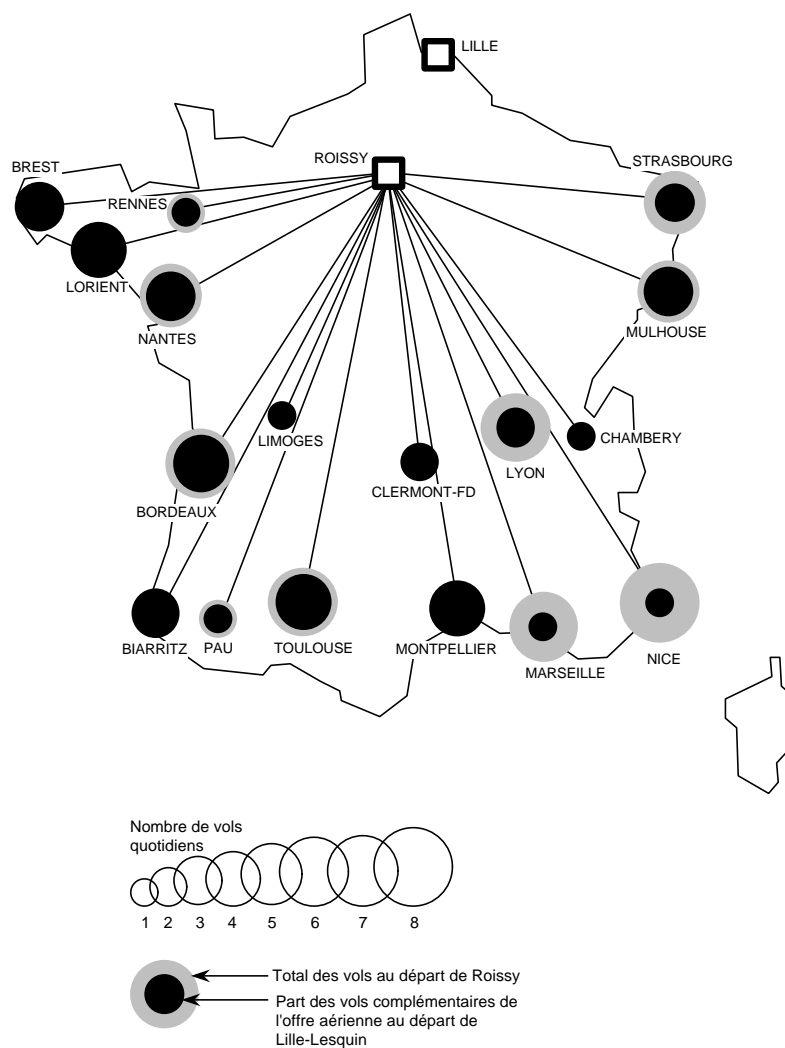 LILLE
ROISSY
STRASBOURG
BREST
RENNES
LORIENT
NANTES
MULHOUSE
LIMOGES
CHAMBERY
LYON
CLERMONT-FD
BORDEAUX
BIARRITZ
PAU
TOULOUSE
MONTPELLIER
MARSEILLE
NICE
Nombre de vols
quotidiens
1 2 3 4 5 6 7 8
Total des vols au départ de Roissy
Part des vols complémentaires de
l'offre aérienne au départ de
Lille-Lesquin